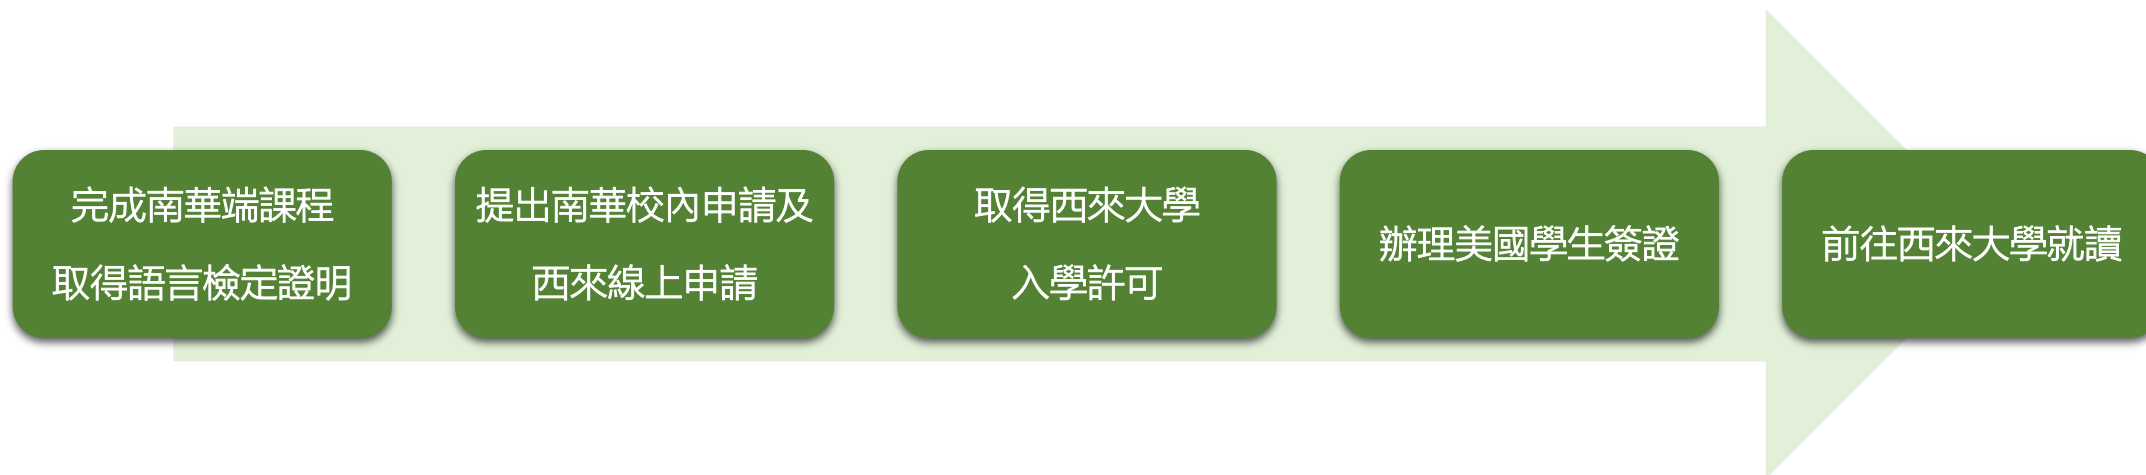 完成南華端課程
取得語言檢定證明
提出南華校內申請及
西來線上申請
取得西來大學
入學許可
辦理美國學生簽證
前往西來大學就讀